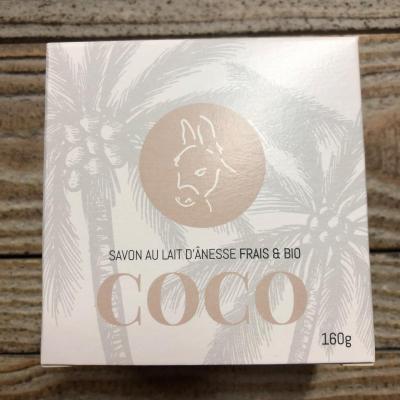 SAVON AU LAIT D'ÂNESSE FRAIS & BIO
COCO
160g